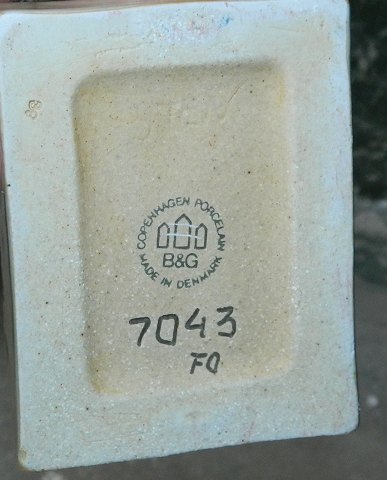 COPENHAGEN PORCELAIN
B&G
MADE IN DENMARK
7043
FO